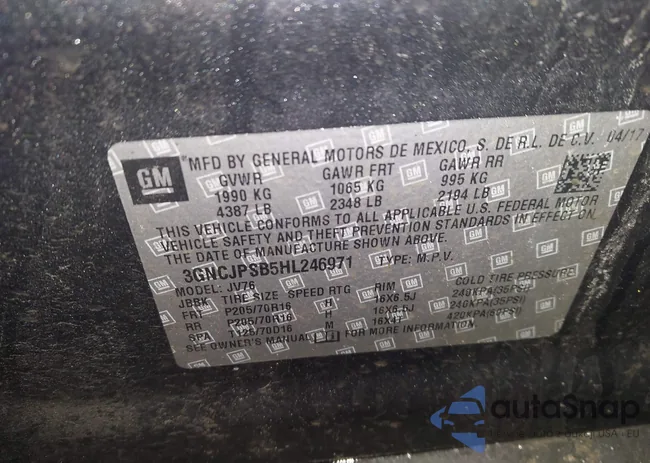 GM
*MFD BY GENERAL MOTORS DE MEXICO, S. DE R.L. DE C.V. 04/17
GVWR GAWR FRT GAWR RR
1990 KG 1065 KG 995 KG
4387 LB 2348 LB 2194 LB
THIS VEHICLE CONFORMS TO ALL APPLICABLE U.S. FEDERAL MOTOR
VEHICLE SAFETY AND THEFT PREVENTION STANDARDS IN EFFECT ON
THE DATE OF MANUFACTURE SHOWN ABOVE.
3GNCJPSB5HL246971 TYPE: M.P.V.
MODEL: JV76
JBBK TIRE SIZE SPEED RTG RIM COLD TIRE PRESSURE
FRT P205/70R16 H 16X6.5J 240KPA(35PSI)
RR P205/70R16 H 16X6.5J 240KPA(35PSI)
SPA T125/70D16 M 16X4T 420KPA(60PSI)
SEE OWNER'S MANUAL FOR MORE INFORMATION
autoSnap